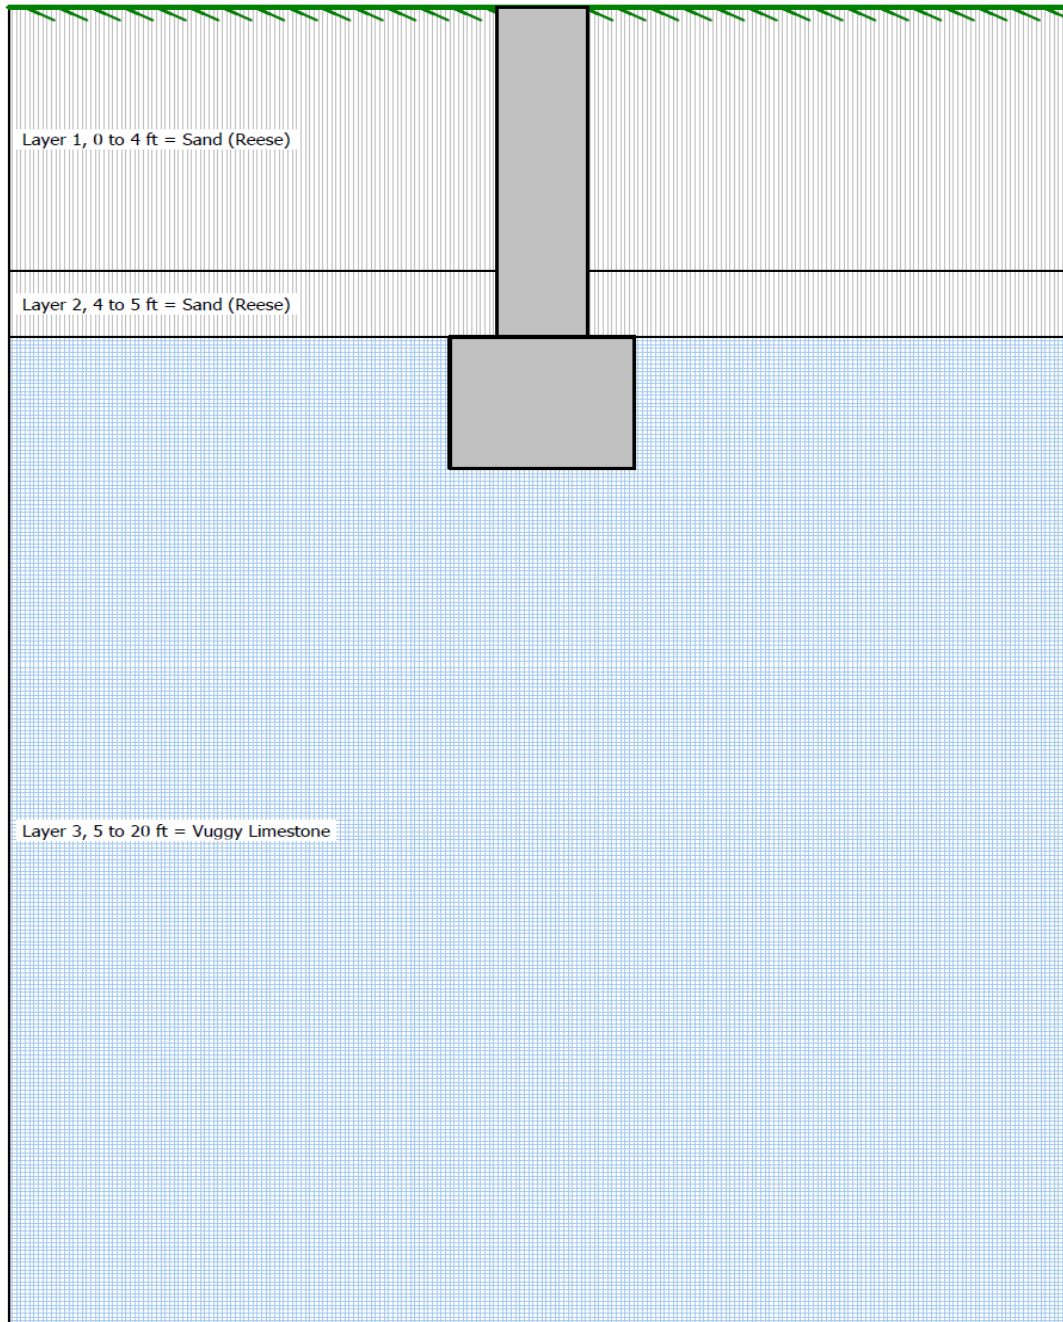 Layer 1, 0 to 4 ft = Sand (Reese)
Layer 2, 4 to 5 ft = Sand (Reese)
Layer 3, 5 to 20 ft = Vuggy Limestone